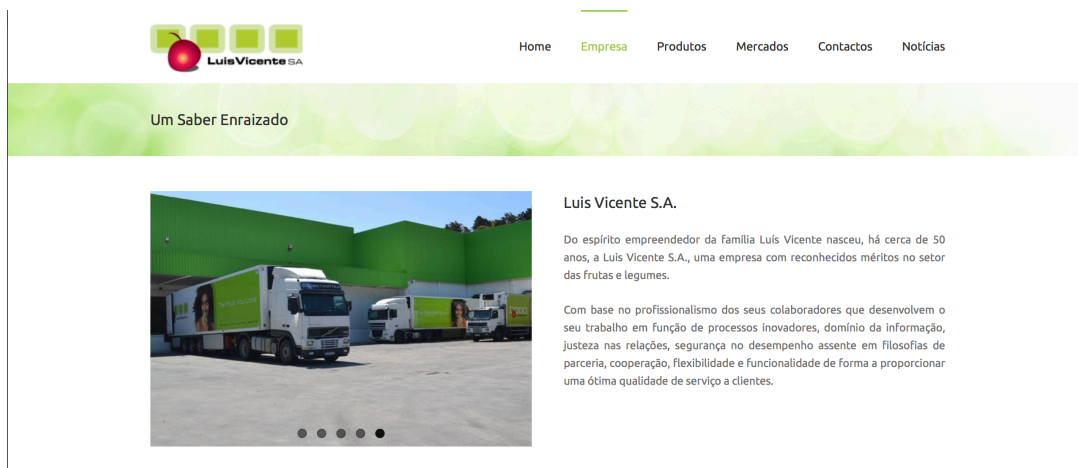 LuisVicente SA
Home Empresa Produtos Mercados Contactos Notícias
Um Saber Enraizado
Luis Vicente S.A.
Do espírito empreendedor da família Luís Vicente nasceu, há cerca de 50
anos, a Luis Vicente S.A., uma empresa com reconhecidos méritos no setor
das frutas e legumes.
Com base no profissionalismo dos seus colaboradores que desenvolvem o
seu trabalho em função de processos inovadores, domínio da informação,
justeza nas relações, segurança no desempenho assente em filosofias de
parceria, cooperação, flexibilidade e funcionalidade de forma a proporcionar
uma ótima qualidade de serviço a clientes.